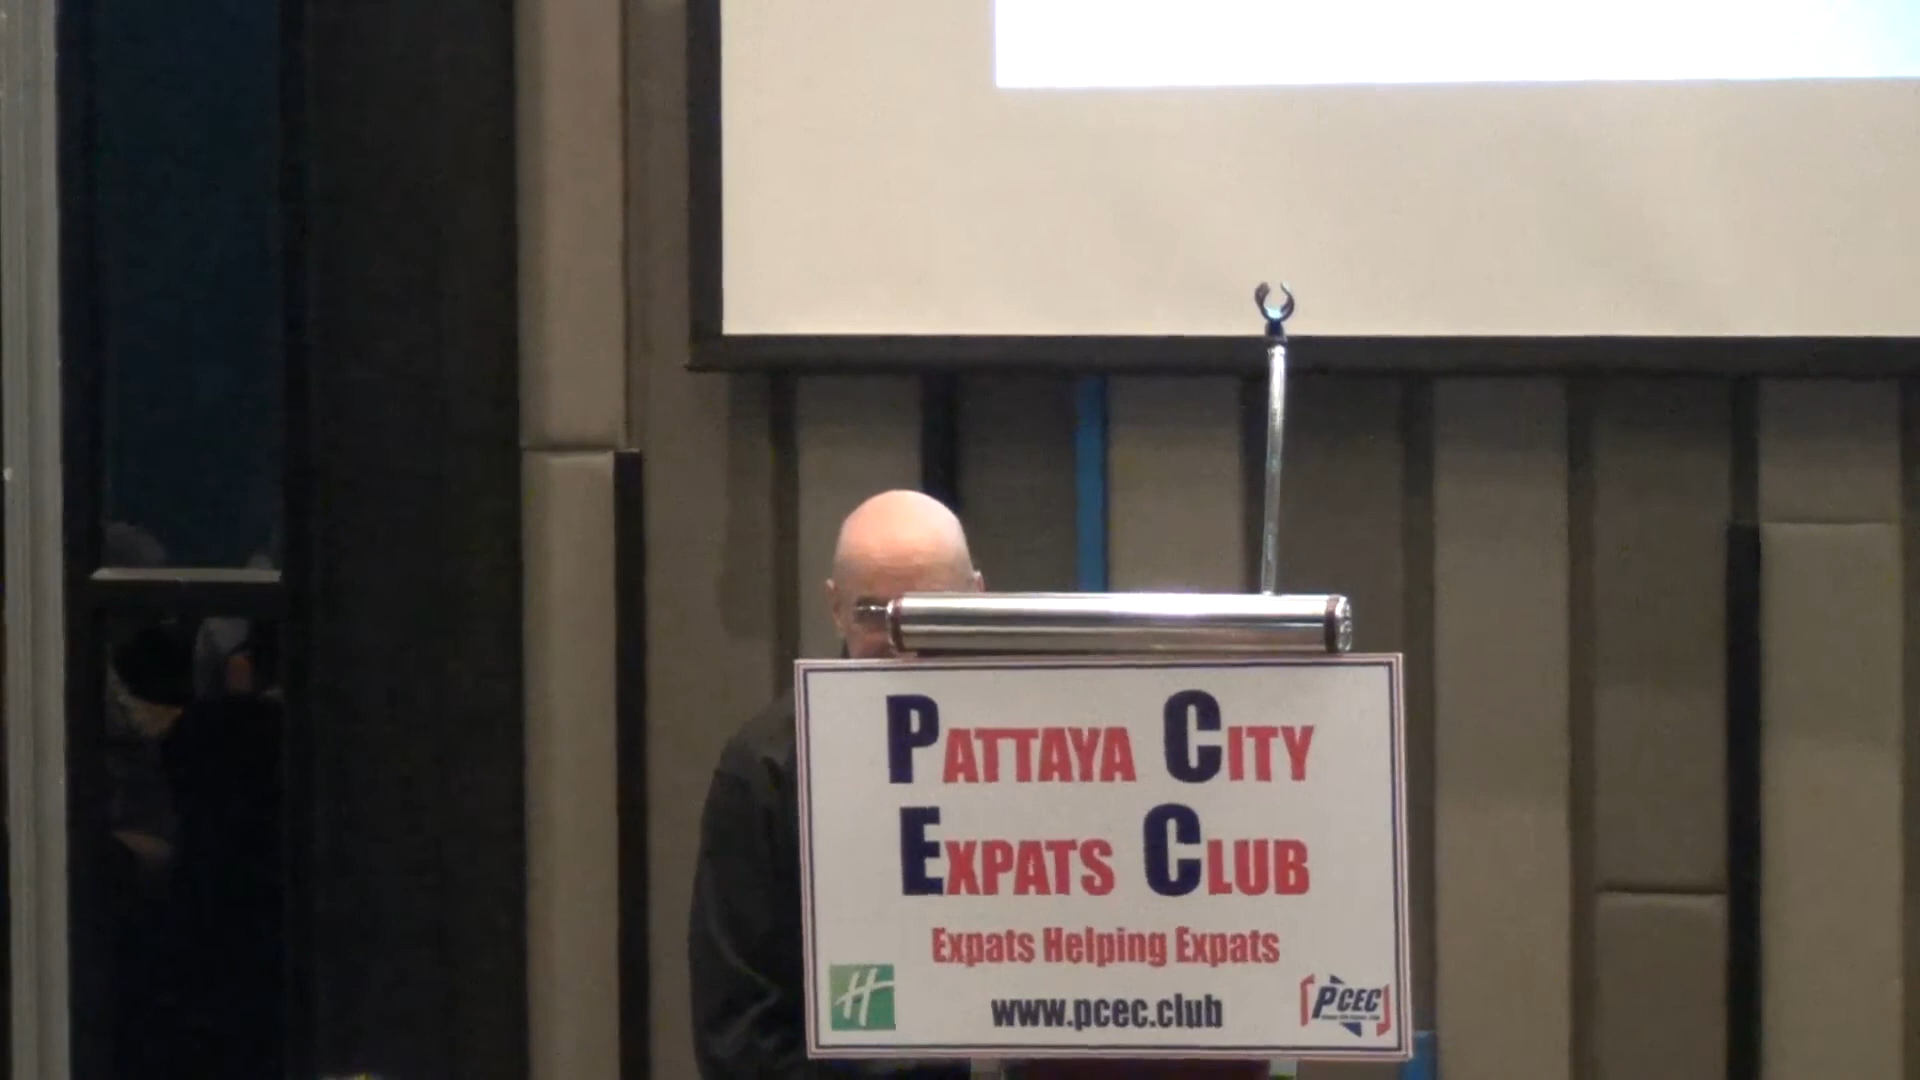 PATTAYA CITY
EXPATS CLUB
Expats Helping Expats
H
www.pcec.club
PCEC